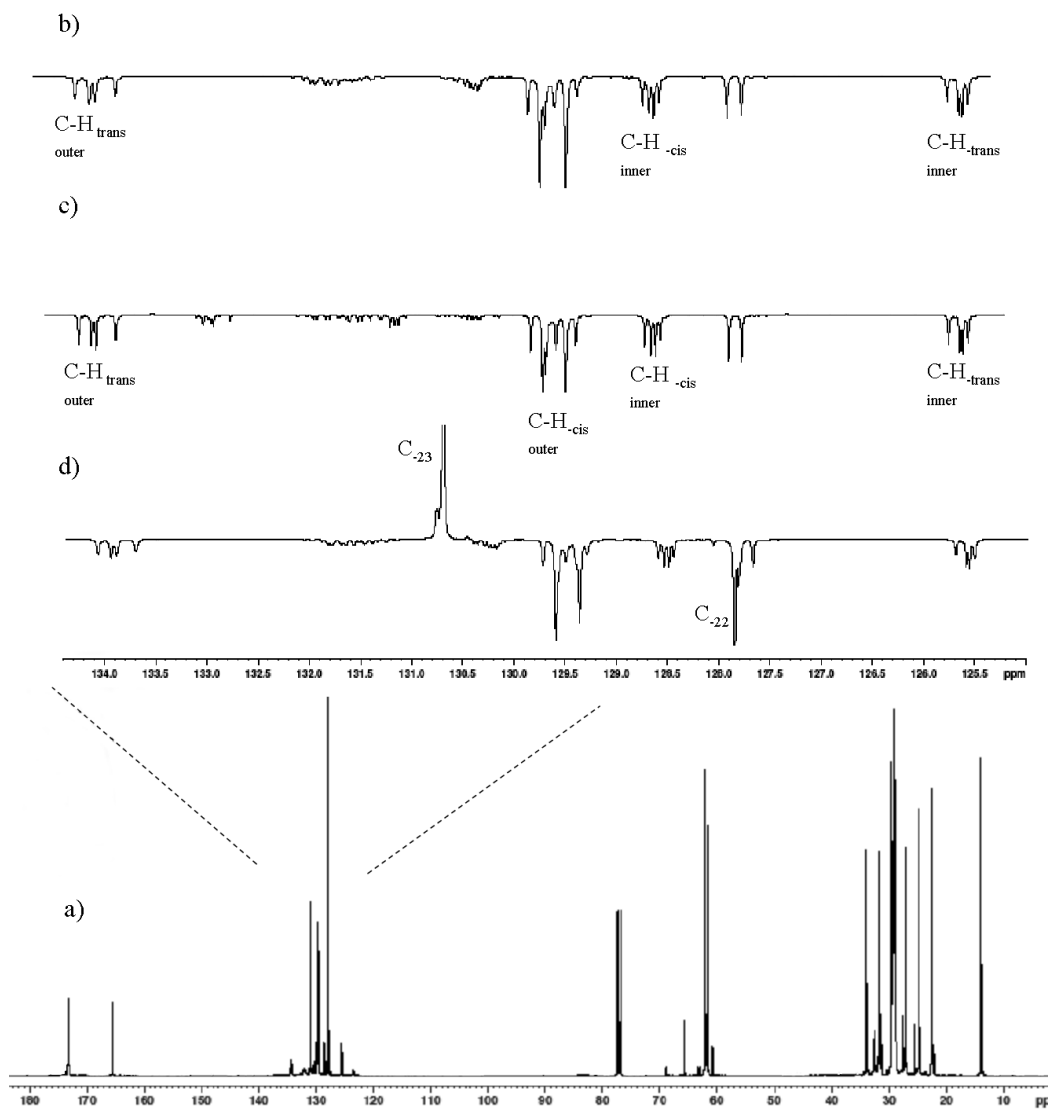 b)
C-H trans
outer
C-H -cis
inner
C-H -trans
inner
c)
C-H trans
outer
C-H -cis
outer
C-H -cis
inner
C-H -trans
inner
C -23
d)
C -22
134.0 133.5 133.0 132.5 132.0 131.5 131.0 130.5 130.0 129.5 129.0 128.5 128.0 127.5 127.0 126.5 126.0 125.5 ppm
a)
180 170 160 150 140 130 120 110 100 90 80 70 60 50 40 30 20 10 pp